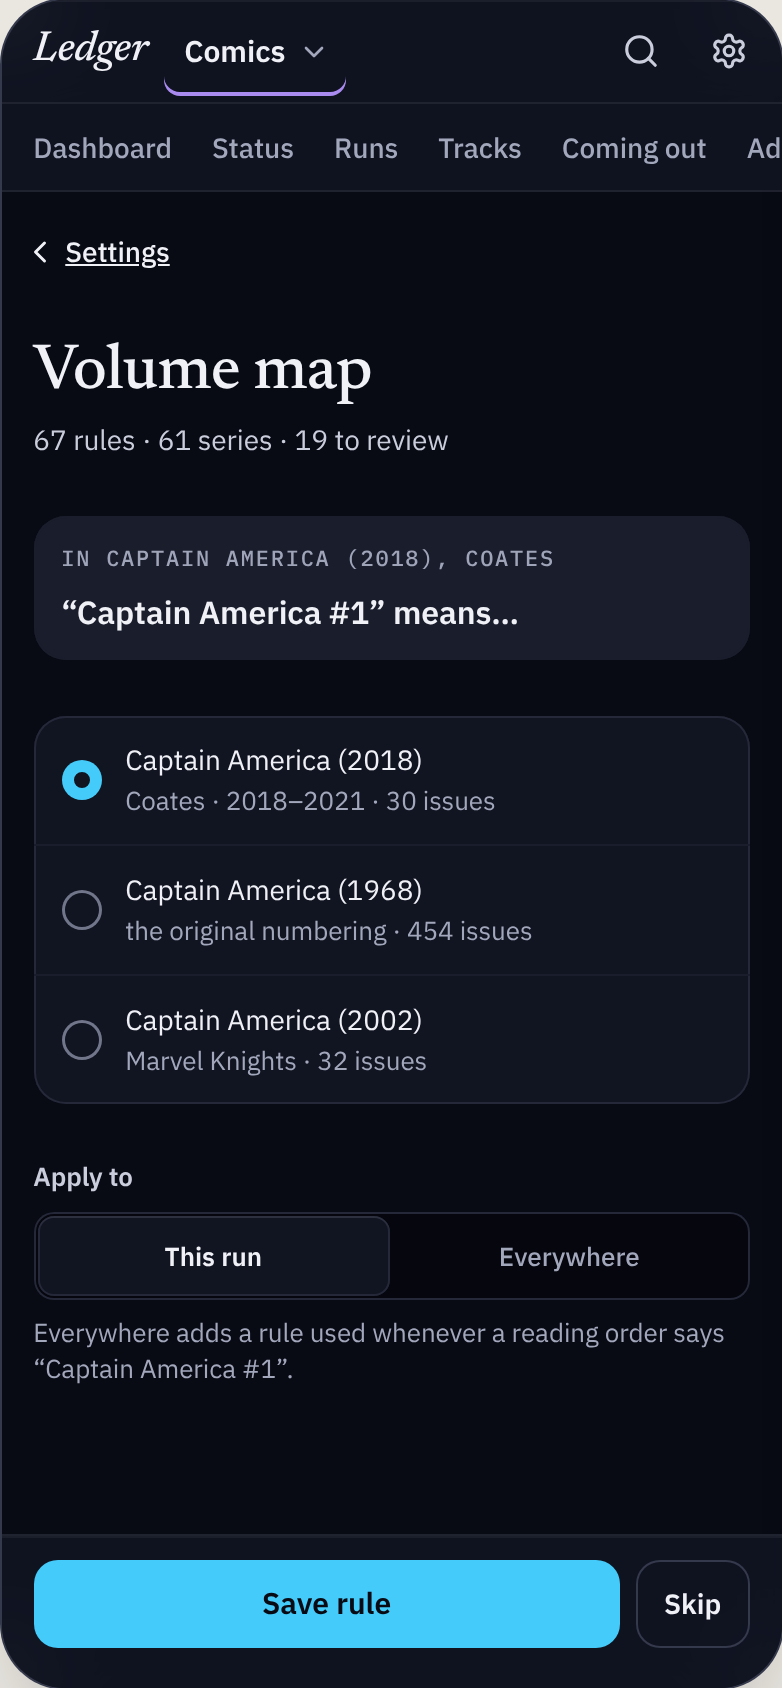 Ledger Comics
Dashboard Status Runs Tracks Coming out Ad
Settings
Volume map
67 rules · 61 series · 19 to review
IN CAPTAIN AMERICA (2018), COATES
“Captain America #1” means...
Captain America (2018)
Coates · 2018–2021 · 30 issues
Captain America (1968)
the original numbering · 454 issues
Captain America (2002)
Marvel Knights · 32 issues
Apply to
This run Everywhere
Everywhere adds a rule used whenever a reading order says
“Captain America #1”.
Save rule Skip